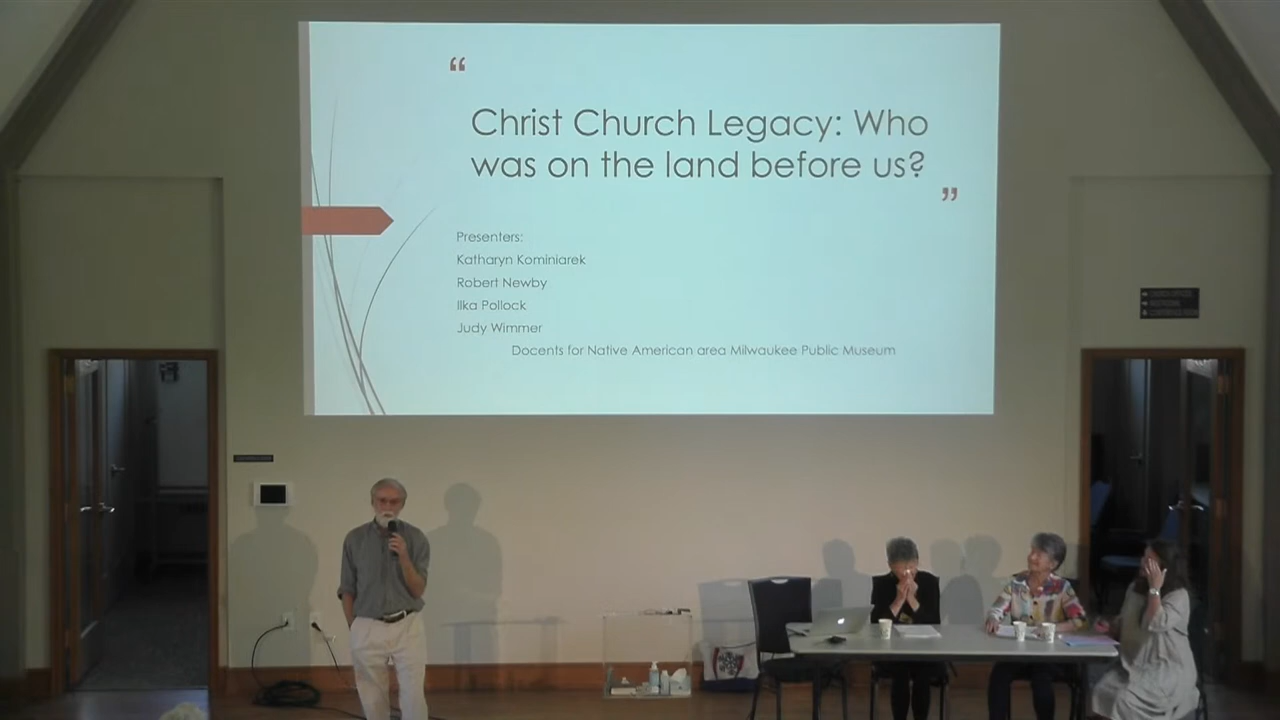 “
Christ Church Legacy: Who
was on the land before us?
”
Presenters:
Katharyn Kominiarek
Robert Newby
Ilka Pollock
Judy Wimmer
Docents for Native American area Milwaukee Public Museum